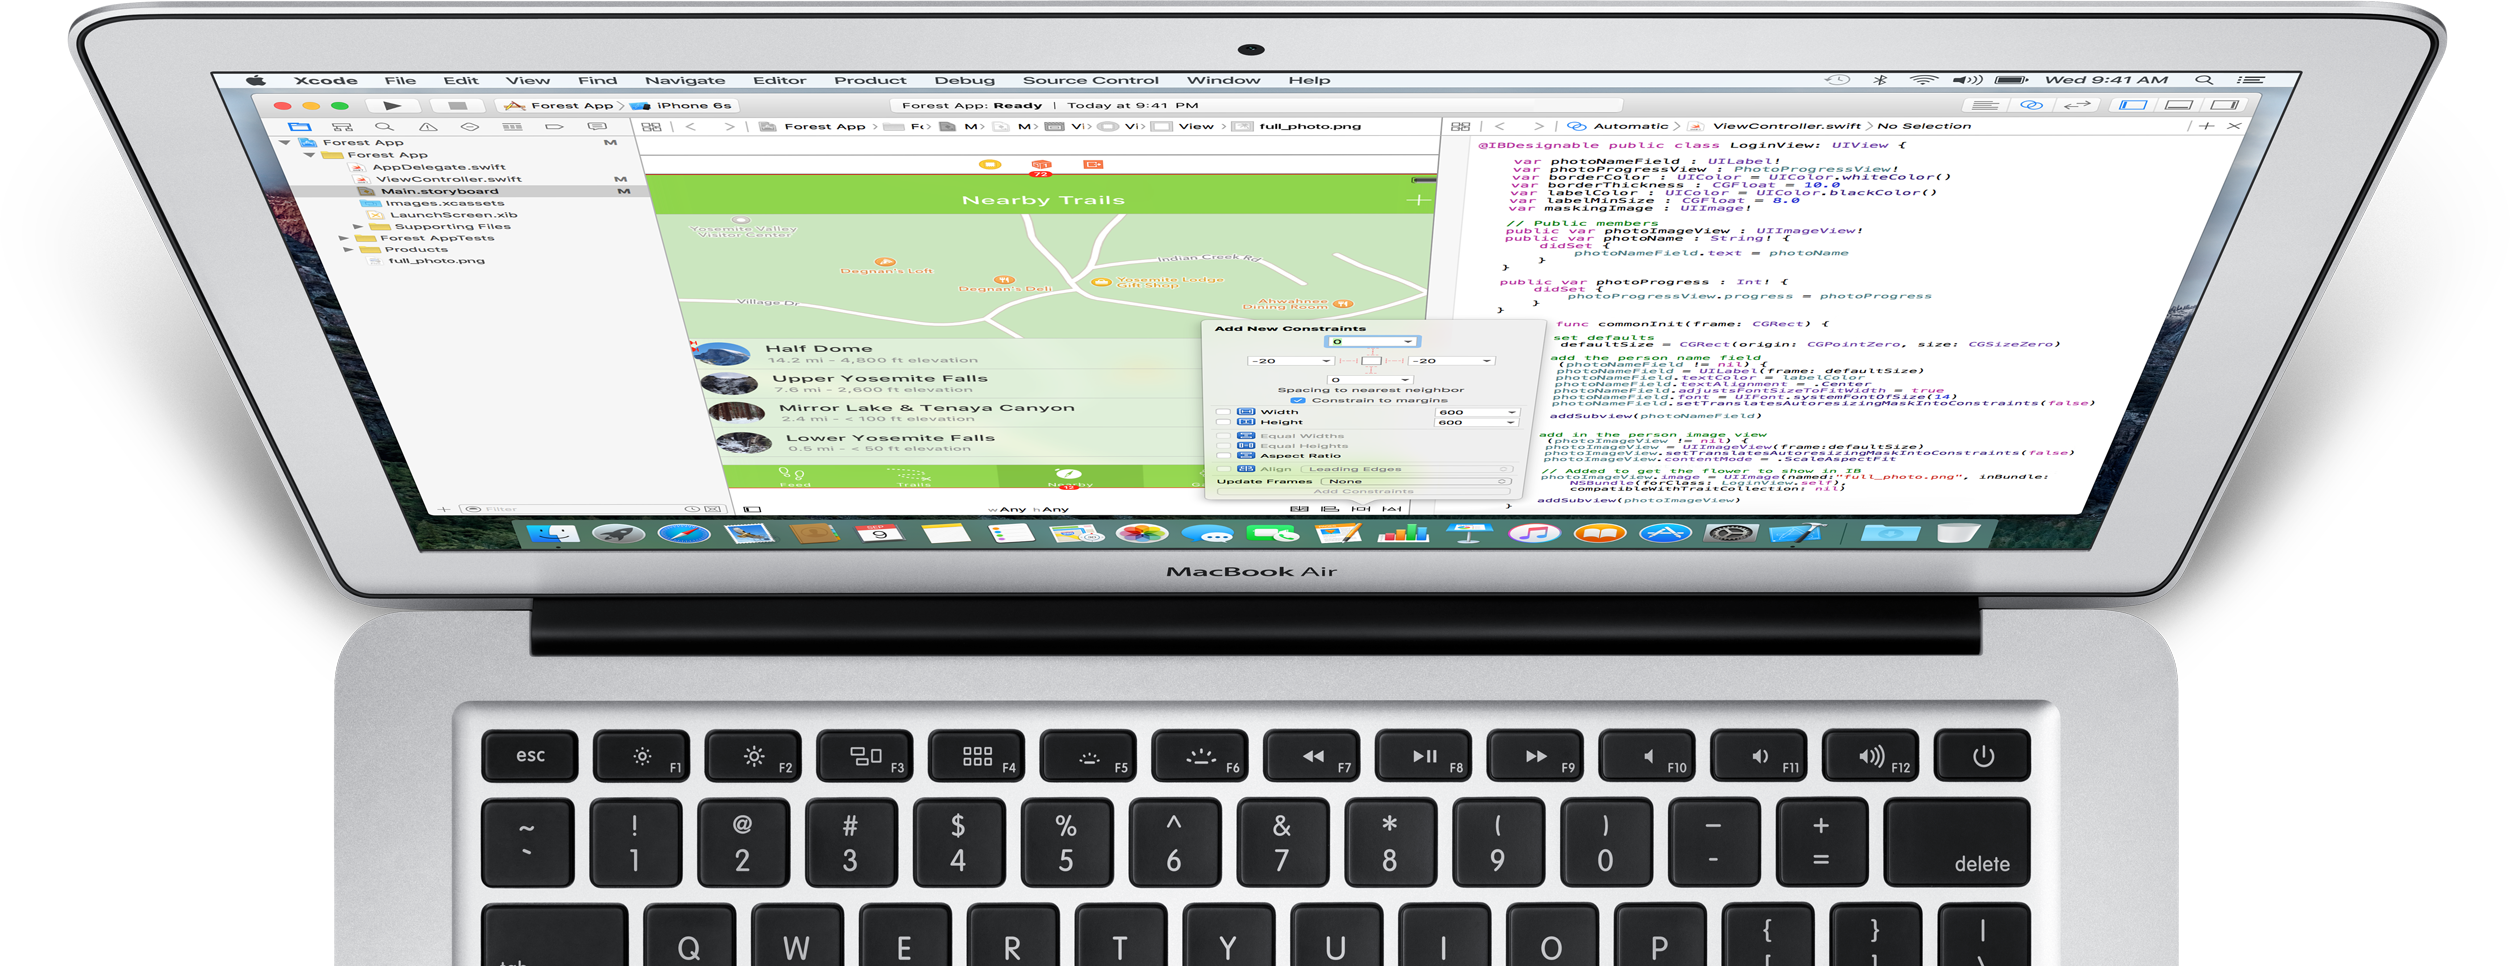 Xcode File Edit View Find Navigate Editor Product Debug Source Control Window Help Wed 9:41 AM
Forest App iPhone 6s Forest App: Ready | Today at 9:41 PM
Forest App M View full_photo.png
Automatic ViewController.swift No Selection
Forest App M
Forest App
AppDelegate.swift
ViewController.swift M
Main.storyboard M
Images.xcassets
LaunchScreen.xib
Supporting Files
Forest AppTests
Products
full_photo.png
Filter
72
Nearby Trails
Yosemite Valley
Visitor Center
Degnan's Loft
Degnan's Deli
Indian Creek Rd
Yosemite Lodge
Gift Shop
Village Dr
Ahwahnee
Dining Room
Half Dome
14.2 mi - 4,800 ft elevation
Upper Yosemite Falls
7.6 mi - 2,600 ft elevation
Mirror Lake & Tenaya Canyon
2.4 mi - < 100 ft elevation
Lower Yosemite Falls
0.5 mi - < 50 ft elevation
Feed Trails Nearby
12
w Any h Any
Add New Constraints
0
-20 -20
0
Spacing to nearest neighbor
Constrain to margins
Width 600
Height 600
Equal Widths
Equal Heights
Aspect Ratio
Align Leading Edges
Update Frames None
Add Constraints
@IBDesignable public class LoginView: UIView {
var photoNameField : UILabel!
var photoProgressView : PhotoProgressView!
var borderColor : UIColor = UIColor.whiteColor()
var borderThickness : CGFloat = 10.0
var labelColor : UIColor = UIColor.blackColor()
var labelMinSize : CGFloat = 8.0
var maskingImage : UIImage!
// Public members
public var photoImageView : UIImageView!
public var photoName : String! {
didSet {
photoNameField.text = photoName
}
}
public var photoProgress : Int! {
didSet {
photoProgressView.progress = photoProgress
}
}
func commonInit(frame: CGRect) {
set defaults
defaultSize = CGRect(origin: CGPointZero, size: CGSizeZero)
add the person name field
(photoNameField != nil) {
photoNameField = UILabel(frame: defaultSize)
photoNameField.textColor = labelColor
photoNameField.textAlignment = .Center
photoNameField.adjustsFontSizeToFitWidth = true
photoNameField.font = UIFont.systemFontOfSize(14)
photoNameField.setTranslatesAutoresizingMaskIntoConstraints(false)
addSubview(photoNameField)
add in the person image view
(photoImageView != nil) {
photoImageView = UIImageView(frame:defaultSize)
photoImageView.setTranslatesAutoresizingMaskIntoConstraints(false)
photoImageView.contentMode = .ScaleAspectFit
// Added to get the flower to show in IB
photoImageView.image = UIImage(named:"full_photo.png", inBundle:
NSBundle(forClass: LoginView.self),
compatibleWithTraitCollection: nil)
addSubview(photoImageView)
}
SEP
9
MacBook Air
esc F1 F2 F3 F4 F5 F6 F7 F8 F9 F10 F11 F12
~ ! @ # $ % ^ & * ( ) _ +
` 1 2 3 4 5 6 7 8 9 0 - = delete
Q W E R T Y U I O P { } |